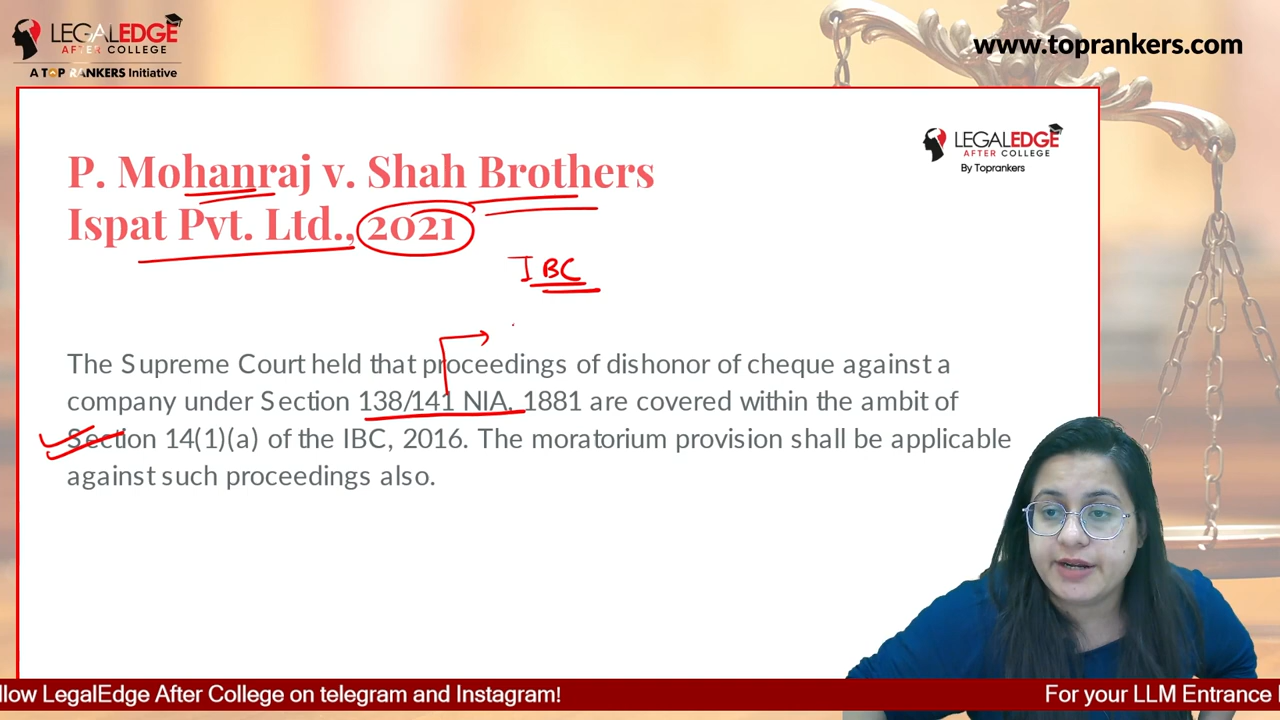 LEGALEDGE
AFTER COLLEGE
A TOP RANKERS Initiative
www.toprankers.com
LEGALEDGE
AFTER COLLEGE
By Toprankers
P. Mohanraj v. Shah Brothers
Ispat Pvt. Ltd., 2021
IBC
The Supreme Court held that proceedings of dishonor of cheque against a
company under Section 138/141 NIA, 1881 are covered within the ambit of
Section 14(1)(a) of the IBC, 2016. The moratorium provision shall be applicable
against such proceedings also.
llow LegalEdge After College on telegram and Instagram!
For your LLM Entrance